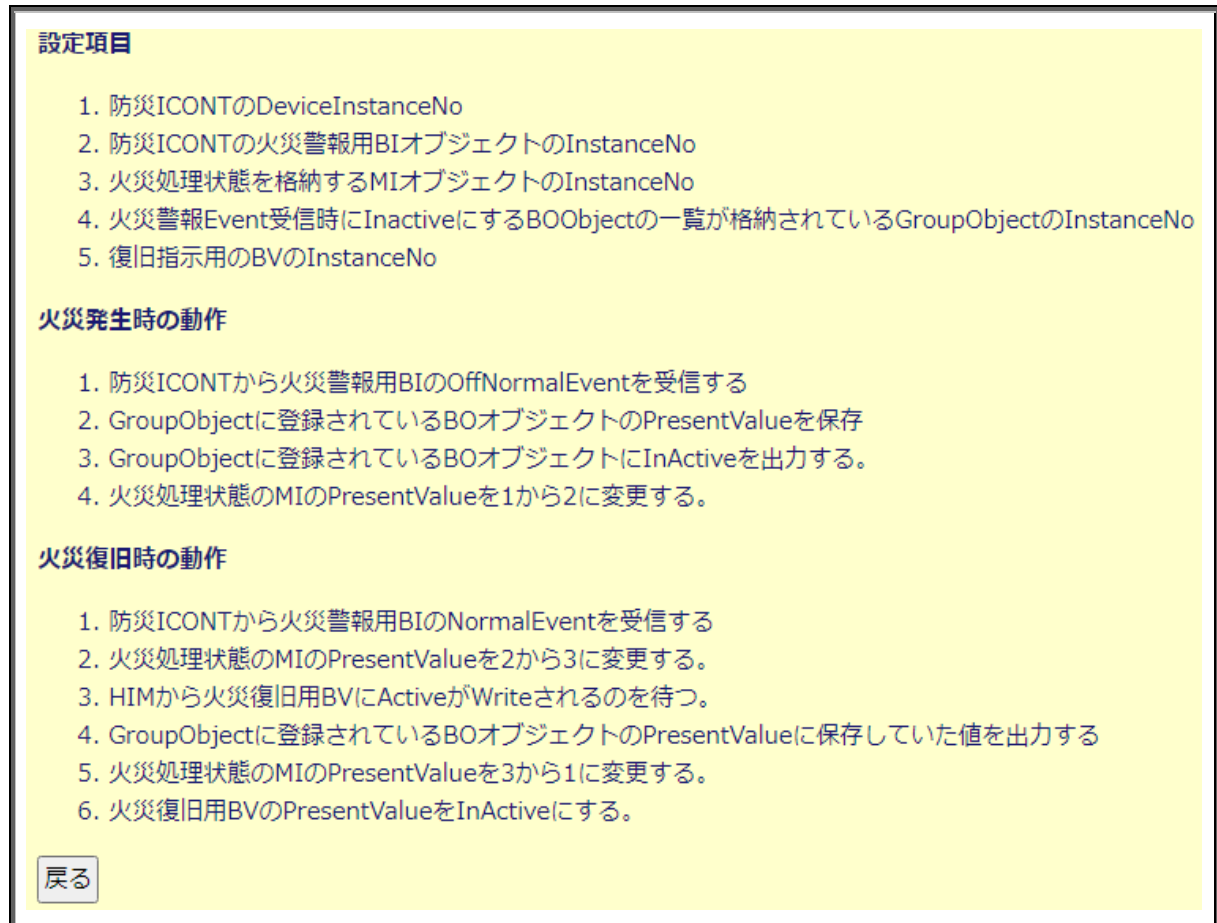 設定項目
1. 防災ICONTのDeviceInstanceNo
2. 防災ICONTの火災警報用BIオブジェクトのInstanceNo
3. 火災処理状態を格納するMIオブジェクトのInstanceNo
4. 火災警報Event受信時にInactiveにするBOObjectの一覧が格納されているGroupObjectのInstanceNo
5. 復旧指示用のBVのInstanceNo
火災発生時の動作
1. 防災ICONTから火災警報用BIのOffNormalEventを受信する
2. GroupObjectに登録されているBOオブジェクトのPresentValueを保存
3. GroupObjectに登録されているBOオブジェクトにInActiveを出力する。
4. 火災処理状態のMIのPresentValueを1から2に変更する。
火災復旧時の動作
1. 防災ICONTから火災警報用BIのNormalEventを受信する
2. 火災処理状態のMIのPresentValueを2から3に変更する。
3. HIMから火災復旧用BVにActiveがWriteされるのを待つ。
4. GroupObjectに登録されているBOオブジェクトのPresentValueに保存していた値を出力する
5. 火災処理状態のMIのPresentValueを3から1に変更する。
6. 火災復旧用BVのPresentValueをInActiveにする。
戻る